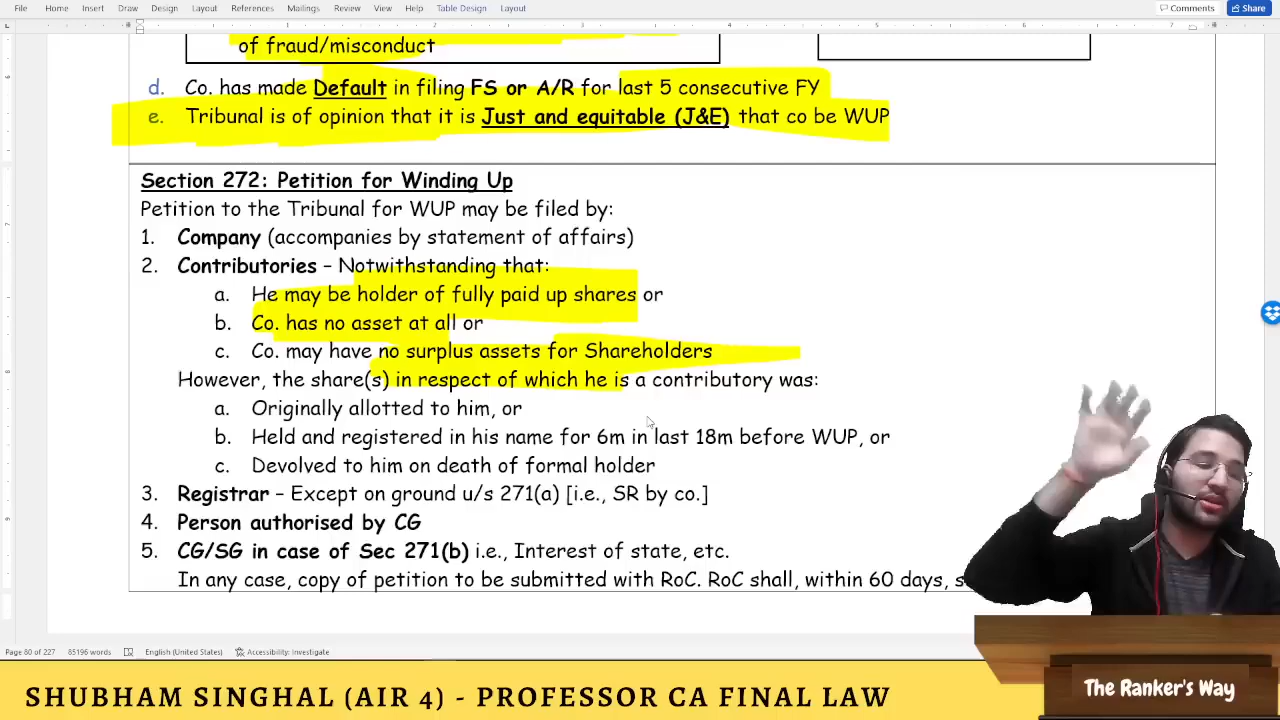 File Home Insert Draw Design Layout References Mailings Review View Help Table Design Layout Comments Share
of fraud/misconduct
d. Co. has made Default in filing FS or A/R for last 5 consecutive FY
e. Tribunal is of opinion that it is Just and equitable (J&E) that co be WUP
Section 272: Petition for Winding Up
Petition to the Tribunal for WUP may be filed by:
1. Company (accompanies by statement of affairs)
2. Contributories – Notwithstanding that:
a. He may be holder of fully paid up shares or
b. Co. has no asset at all or
c. Co. may have no surplus assets for Shareholders
However, the share(s) in respect of which he is a contributory was:
a. Originally allotted to him, or
b. Held and registered in his name for 6m in last 18m before WUP, or
c. Devolved to him on death of formal holder
3. Registrar – Except on ground u/s 271(a) [i.e., SR by co.]
4. Person authorised by CG
5. CG/SG in case of Sec 271(b) i.e., Interest of state, etc.
In any case, copy of petition to be submitted with RoC. RoC shall, within 60 days, s
Page 80 of 227 85196 words English (United States) Accessibility: Investigate
SHUBHAM SINGHAL (AIR 4) - PROFESSOR CA FINAL LAW
The Ranker's Way